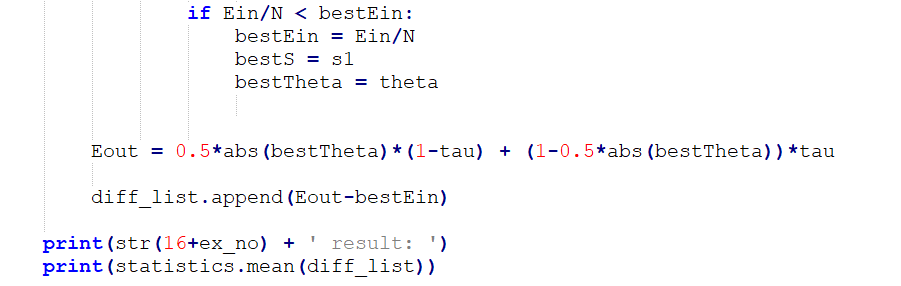 if Ein/N < bestEin:
bestEin = Ein/N
bestS = s1
bestTheta = theta
Eout = 0.5*abs(bestTheta)*(1-tau) + (1-0.5*abs(bestTheta))*tau
diff_list.append(Eout-bestEin)
print(str(16+ex_no) + ' result: ')
print(statistics.mean(diff_list))